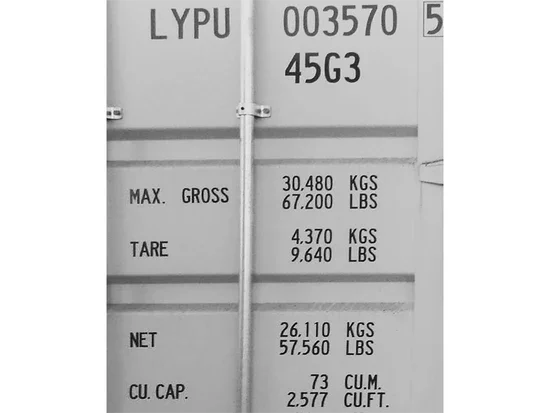 LYPU 003570 5
45G3
MAX. GROSS 30,480 KGS
67,200 LBS
TARE 4,370 KGS
9,640 LBS
NET 26,110 KGS
57,560 LBS
CU. CAP. 73 CU.M.
2,577 CU.FT.